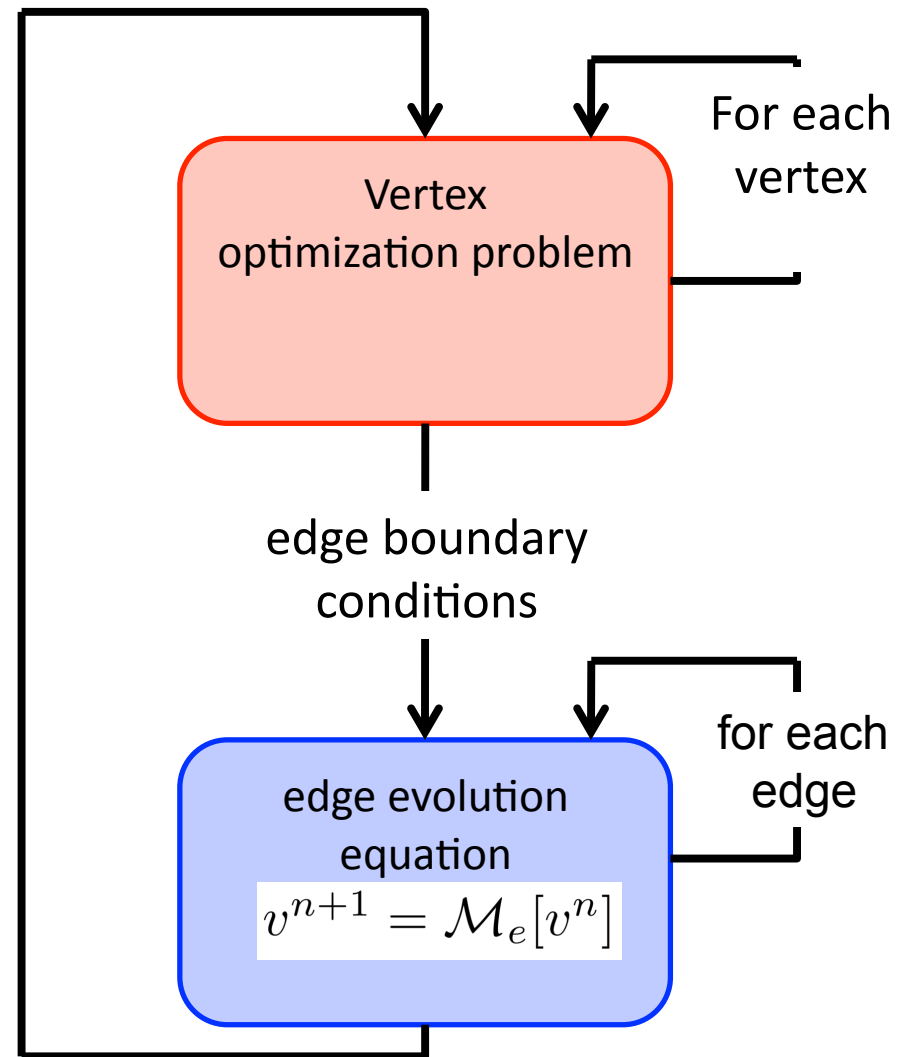 For each
vertex
Vertex
optimization problem
edge boundary
conditions
for each
edge
edge evolution
equation
v^{n+1} = \mathcal{M}_e[v^n]